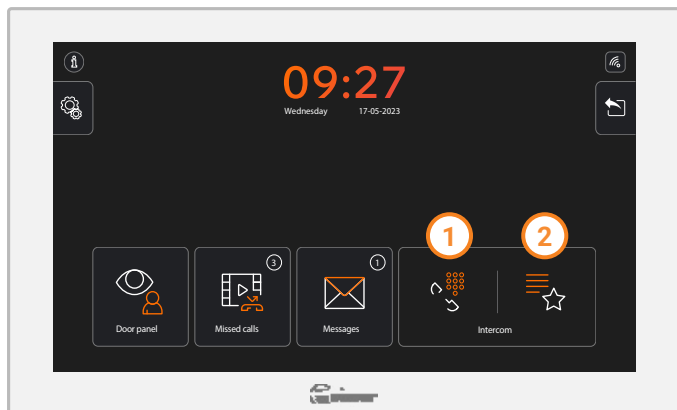 09:27
Wednesday 17-05-2023
1 2
3 1
Door panel Missed calls Messages Intercom